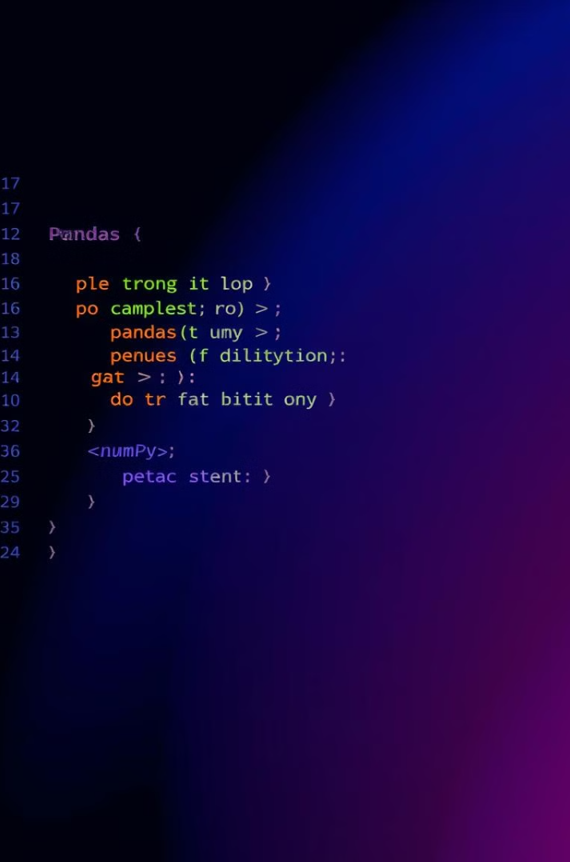 17
17
12 Pandas {
18
16 ple trong it lop }
16 po camplest; ro) > ;
13 pandas(t umy > ;
14 penues (f dilitytion;:
14 gat > : ):
10 do tr fat bitit ony }
32 }
36 <numPy>;
25 petac stent: }
29 }
35 }
24 }